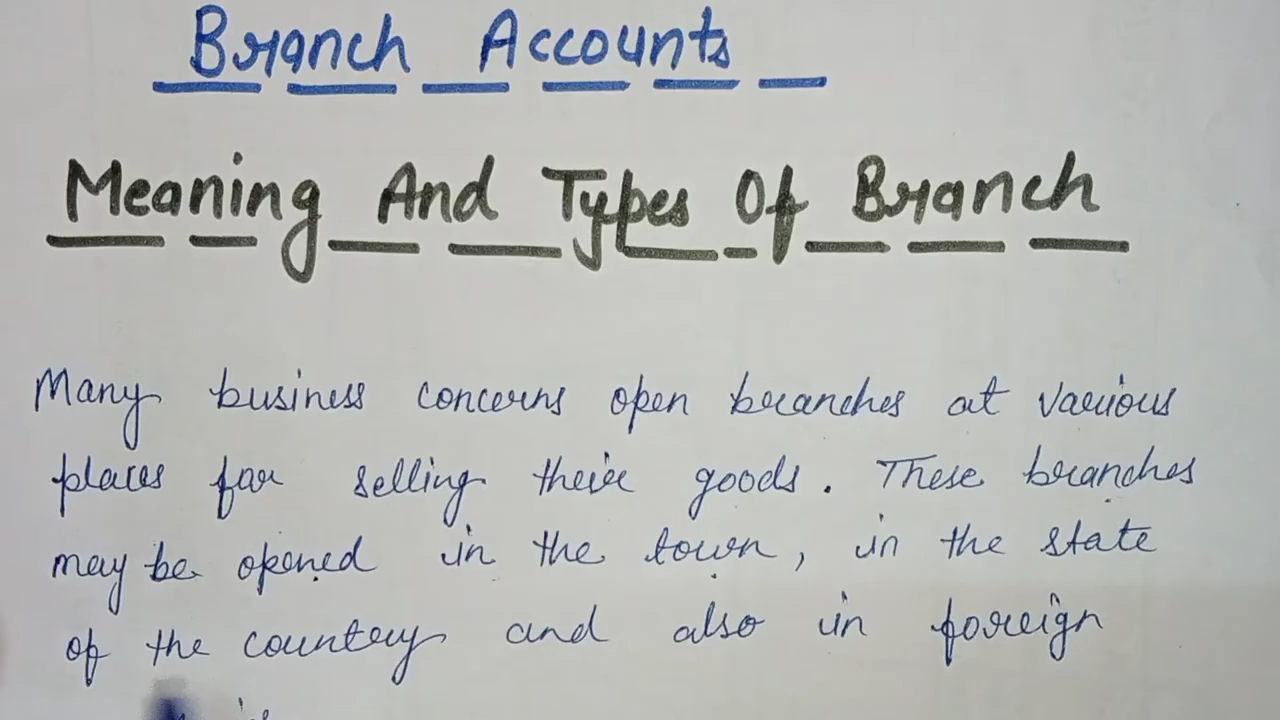 Branch Accounts
Meaning And Types Of Branch
Many business concerns open branches at various
places for selling their goods. These branches
may be opened in the town, in the state
of the country and also in foreign